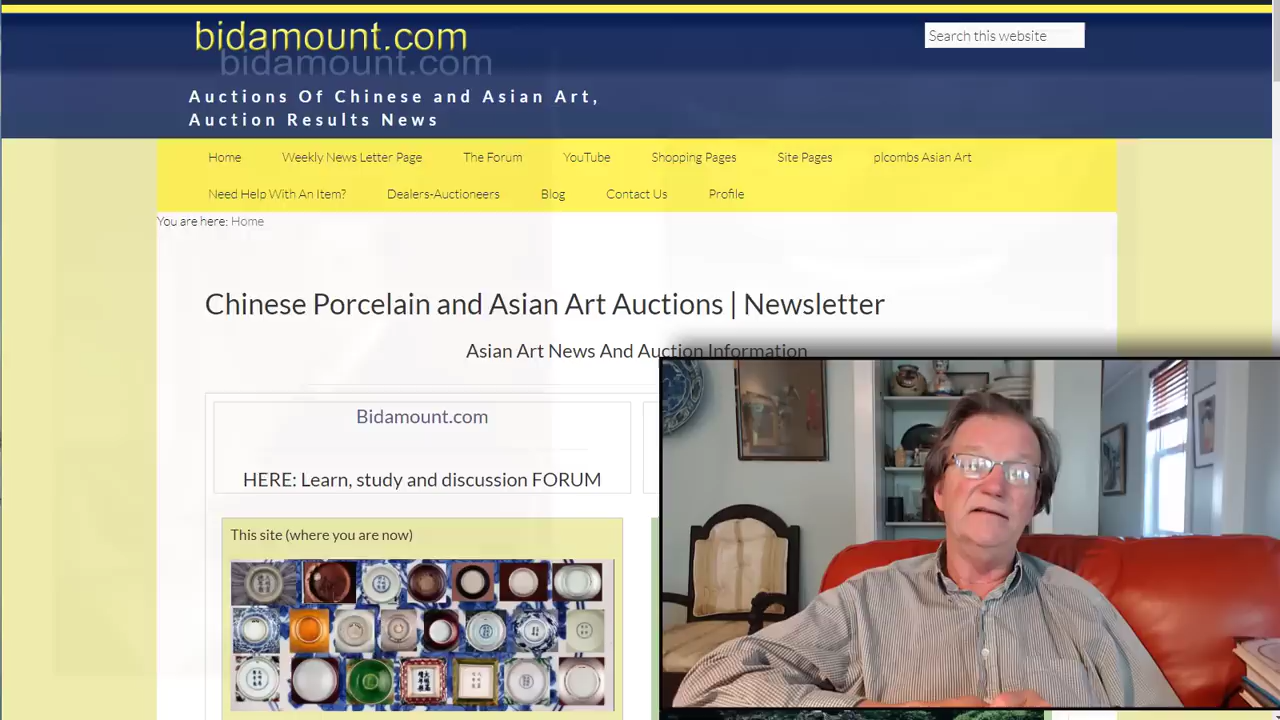 bidamount.com
bidamount.com
Search this website
Auctions Of Chinese and Asian Art,
Auction Results News
Home Weekly News Letter Page The Forum YouTube Shopping Pages Site Pages plcombs Asian Art
Need Help With An Item? Dealers-Auctioneers Blog Contact Us Profile
You are here: Home
Chinese Porcelain and Asian Art Auctions | Newsletter
Asian Art News And Auction Information
Bidamount.com
HERE: Learn, study and discussion FORUM
This site (where you are now)